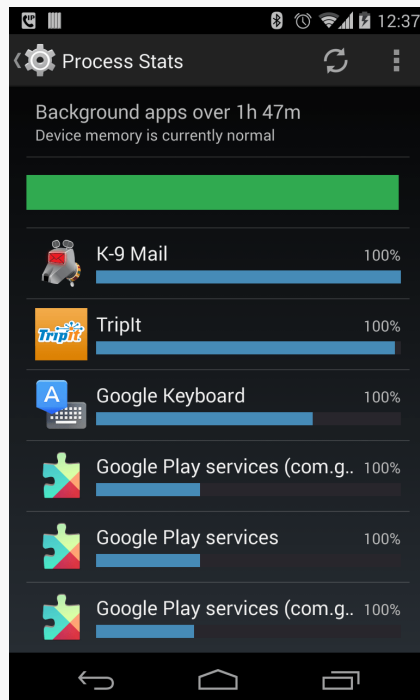 12:37
Process Stats
Background apps over 1h 47m
Device memory is currently normal
K-9 Mail 100%
TripIt 100%
Google Keyboard 100%
Google Play services (com.g.. 100%
Google Play services 100%
Google Play services (com.g.. 100%